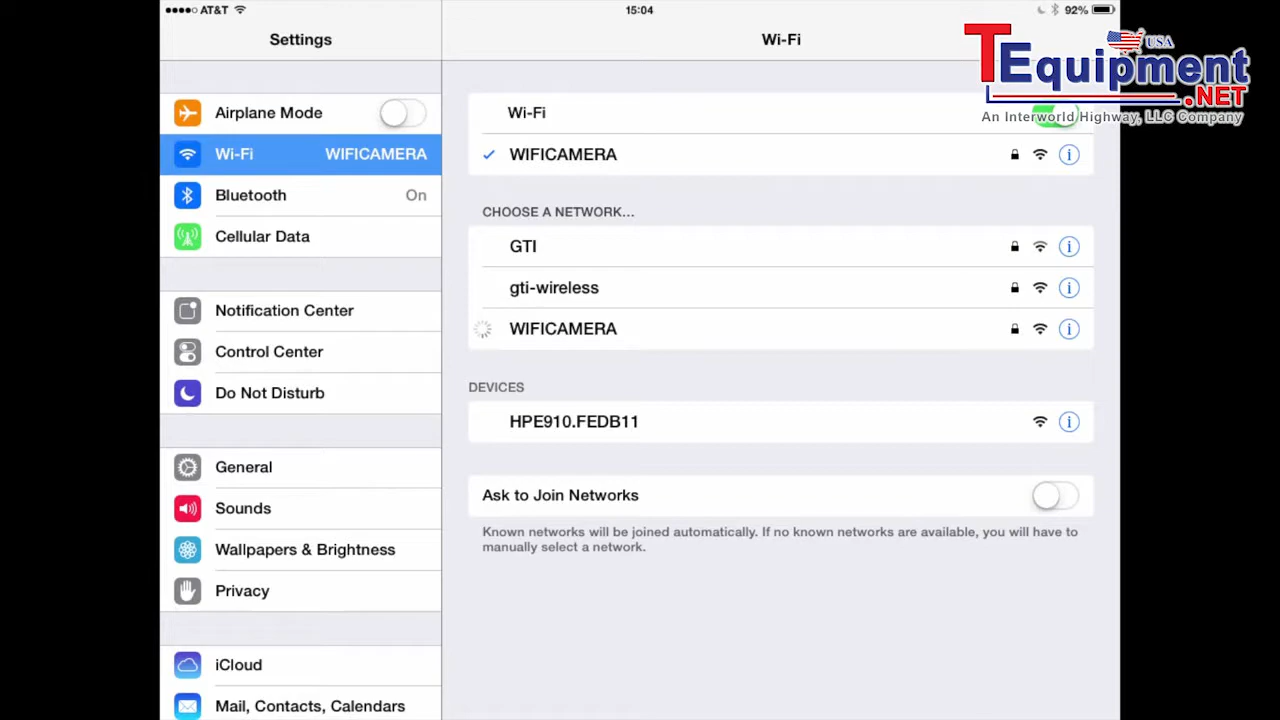 AT&T 15:04 92%
Settings
Wi-Fi
TEquipment.NET
USA
An Interworld Highway, LLC Company
Airplane Mode
Wi-Fi WIFICAMERA
Bluetooth On
Cellular Data
Notification Center
Control Center
Do Not Disturb
General
Sounds
Wallpapers & Brightness
Privacy
iCloud
Mail, Contacts, Calendars
Wi-Fi
WIFICAMERA
CHOOSE A NETWORK...
GTI
gti-wireless
WIFICAMERA
DEVICES
HPE910.FEDB11
Ask to Join Networks
Known networks will be joined automatically. If no known networks are available, you will have to
manually select a network.